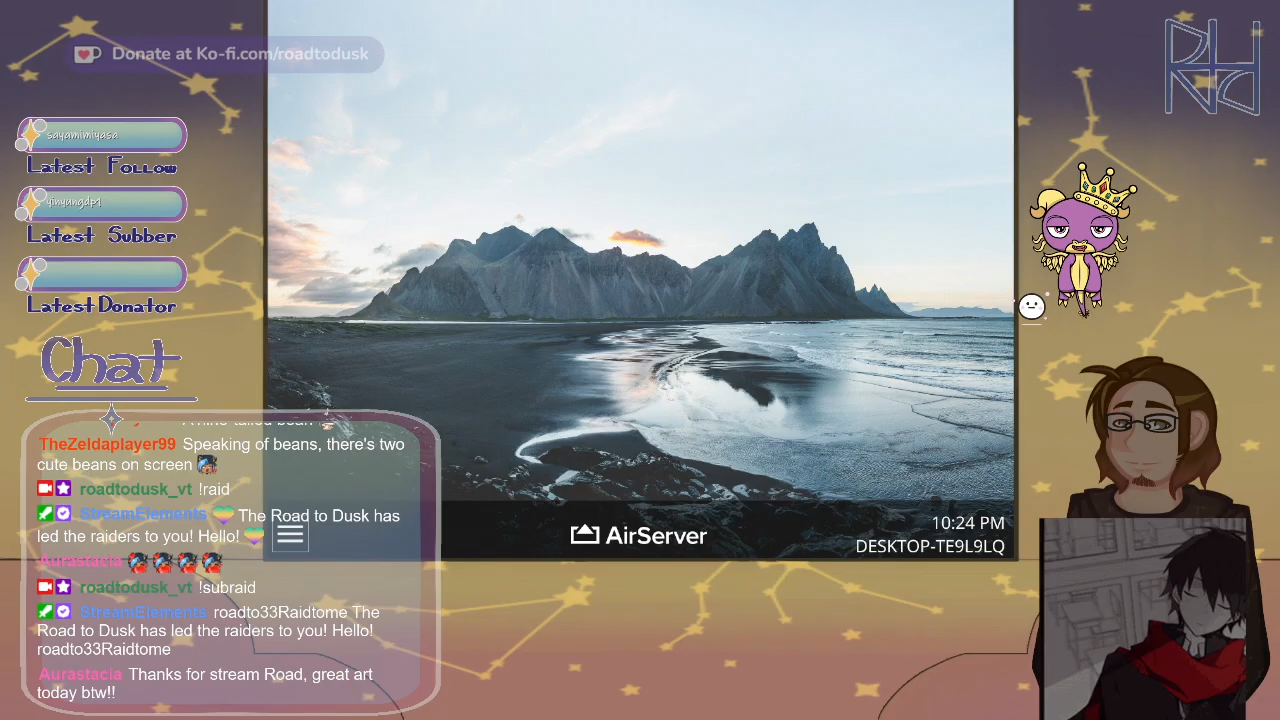 Donate at Ko-fi.com/roadtodusk
sayamimiyasa
Latest Follow
yinyangdp1
Latest Subber
Latest Donator
Chat
TheZeldaplayer99 Speaking of beans, there's two
cute beans on screen
roadtodusk_vt !raid
StreamElements The Road to Dusk has
led the raiders to you! Hello!
Aurastacia
roadtodusk_vt !subraid
StreamElements roadto33Raidtome The
Road to Dusk has led the raiders to you! Hello!
roadto33Raidtome
Aurastacia Thanks for stream Road, great art
today btw!!
AirServer
10:24 PM
DESKTOP-TE9L9LQ